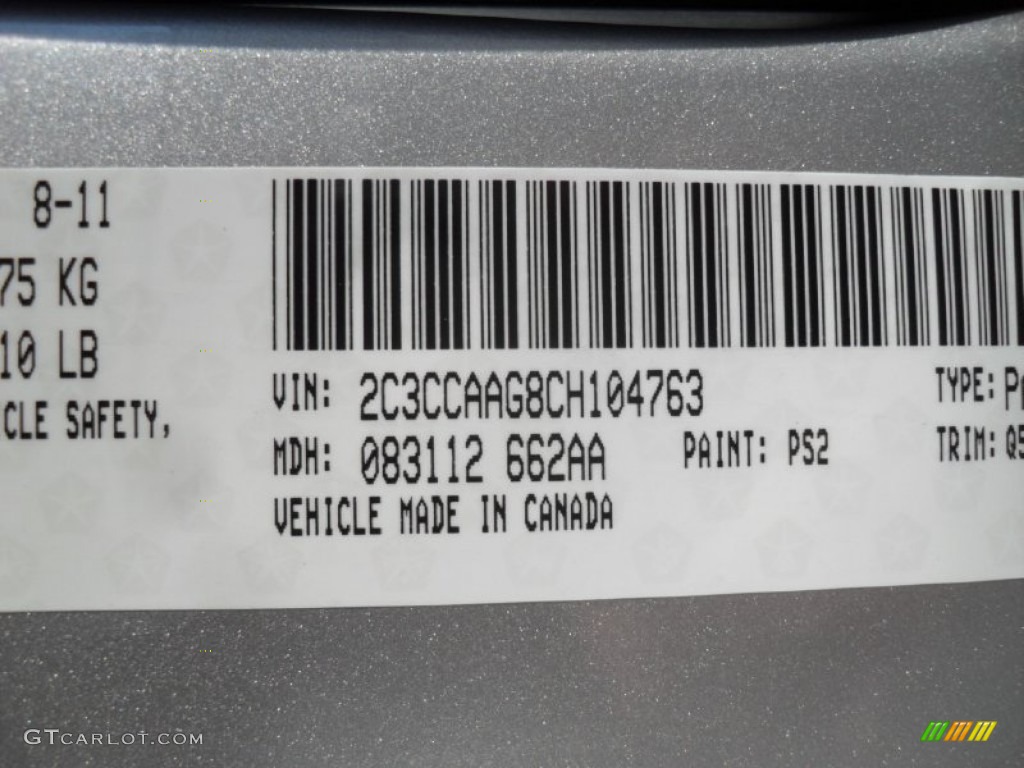 8-11
75 KG
10 LB
CLE SAFETY,
VIN: 2C3CCAAG8CH104763 TYPE:
MDH: 083112 662AA PAINT: PS2 TRIM: Q5
VEHICLE MADE IN CANADA
GTCARLOT.COM